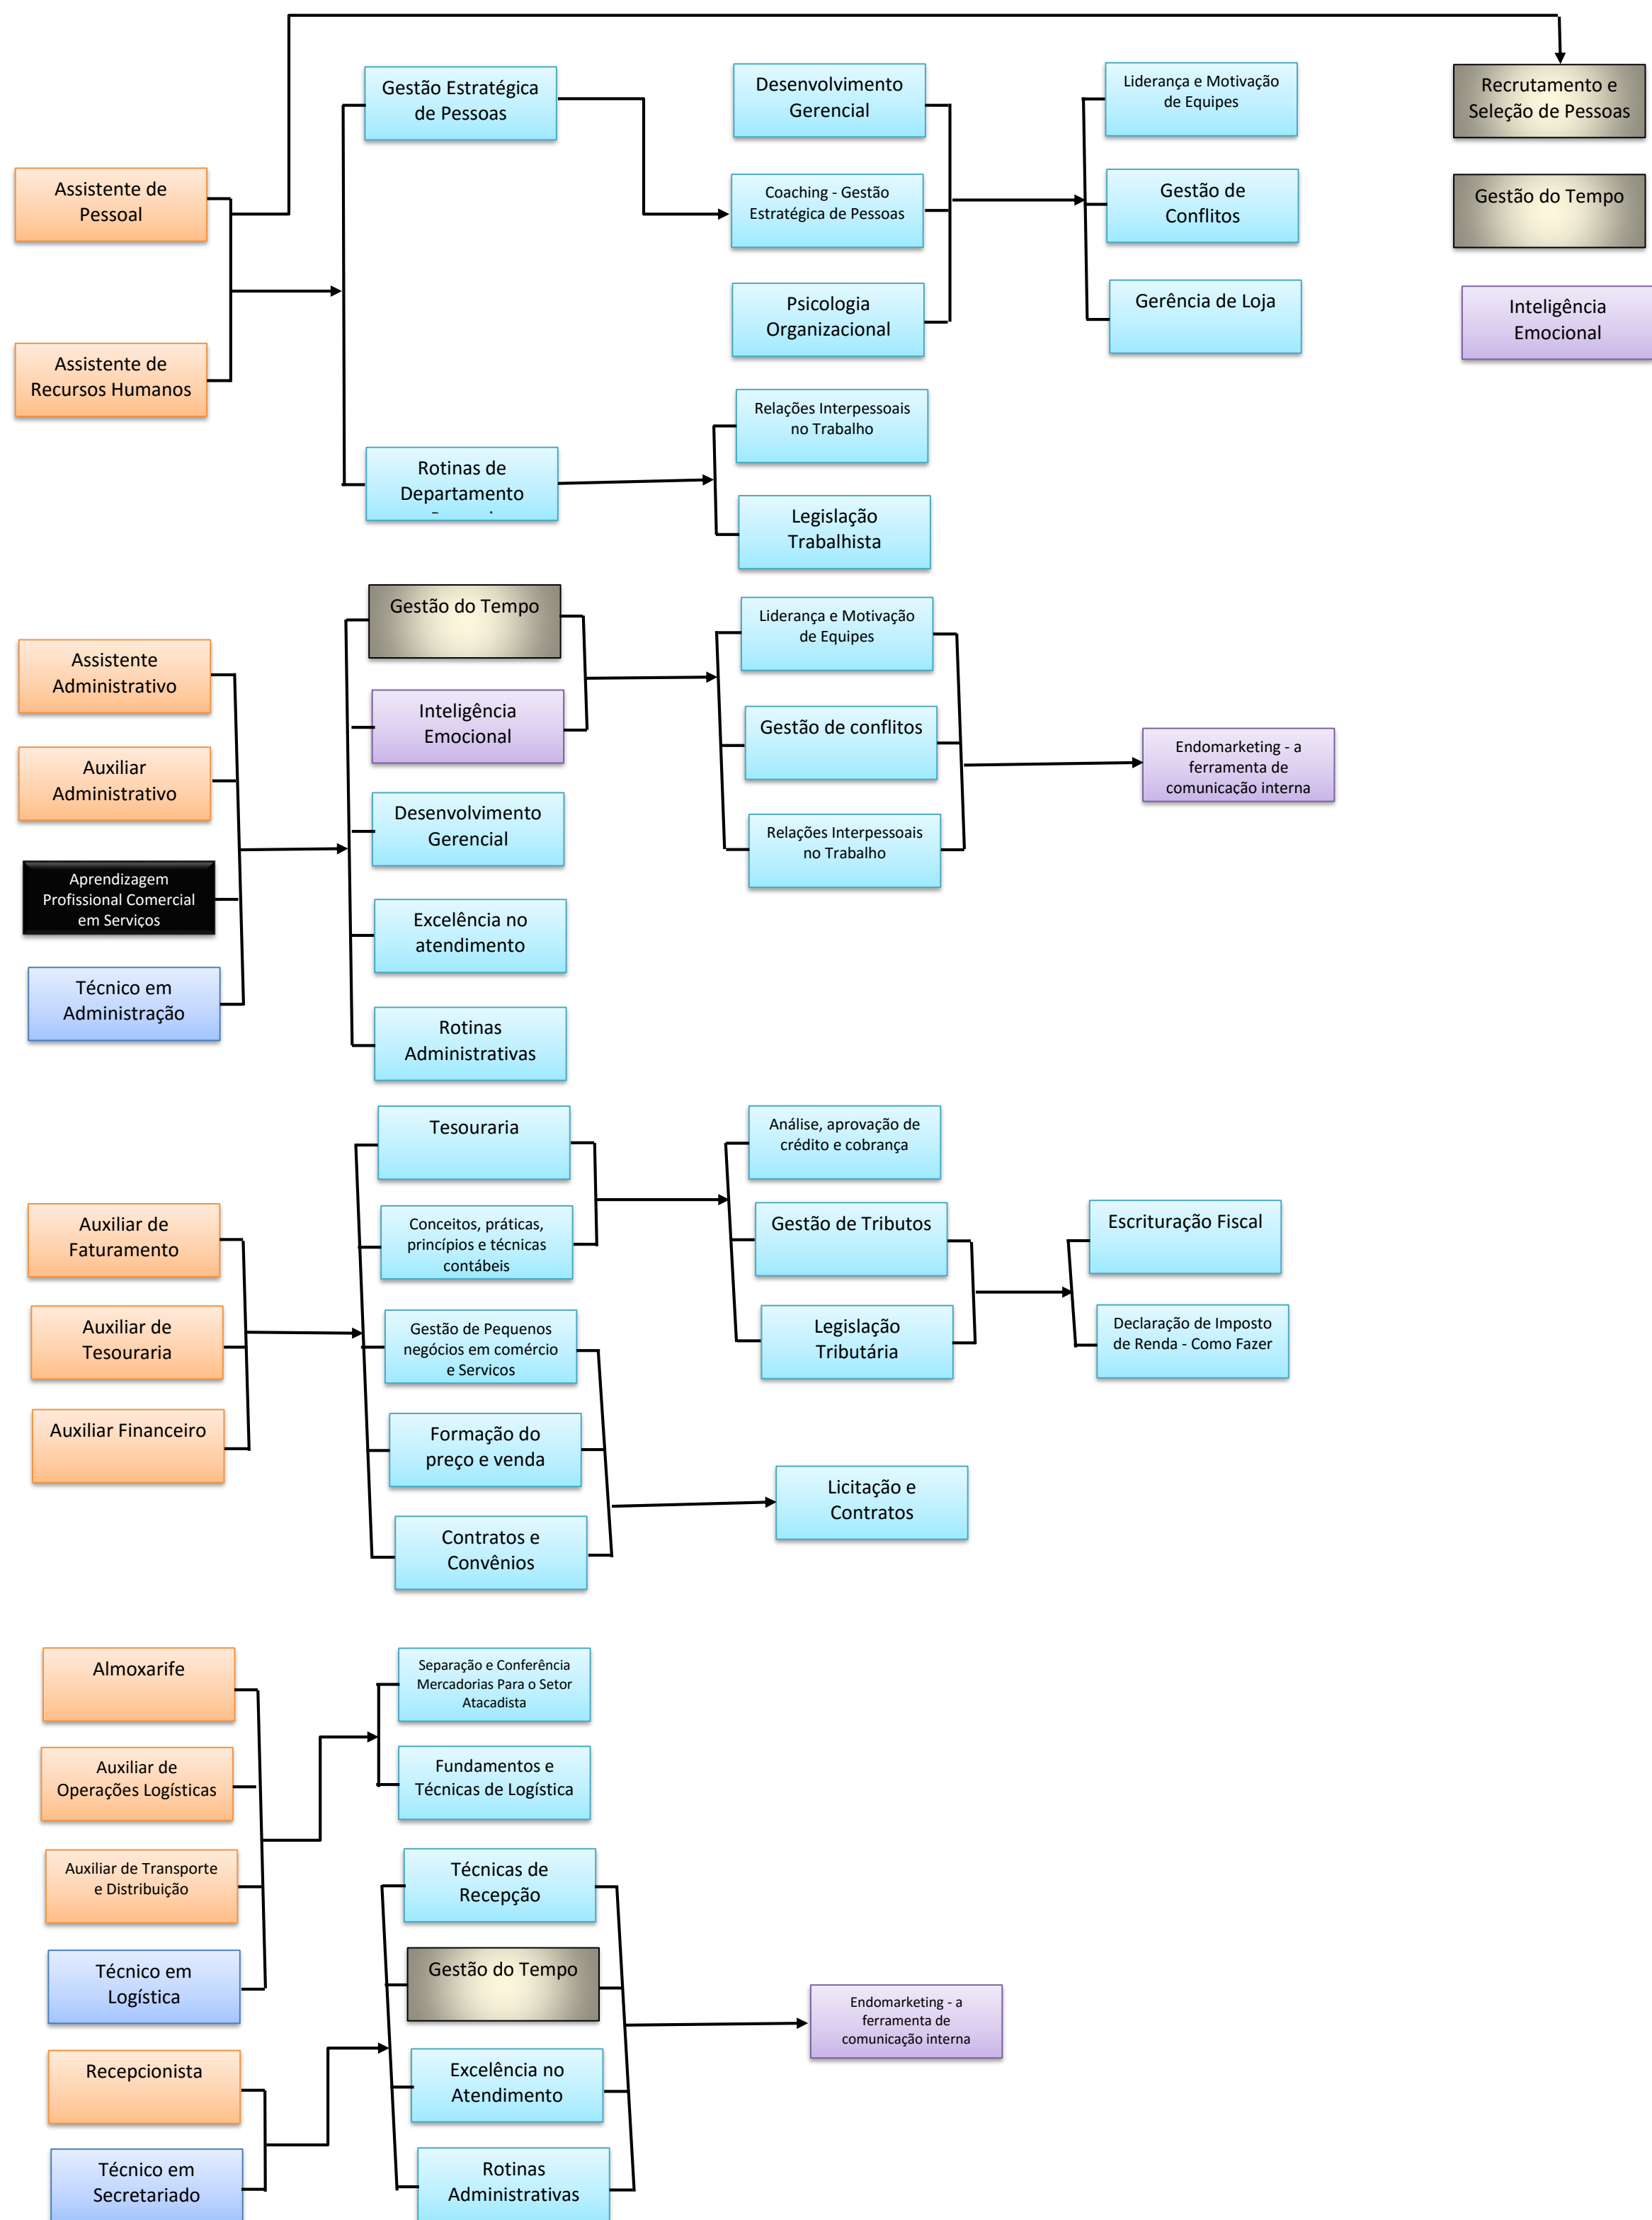 Gestão Estratégica
de Pessoas
Desenvolvimento
Gerencial
Liderança e Motivação
de Equipes
Recrutamento e
Seleção de Pessoas
Assistente de
Pessoal
Coaching - Gestão
Estratégica de Pessoas
Gestão de
Conflitos
Gestão do Tempo
Psicologia
Organizacional
Gerência de Loja
Inteligência
Emocional
Assistente de
Recursos Humanos
Relações Interpessoais
no Trabalho
Rotinas de
Departamento
Legislação
Trabalhista
Gestão do Tempo
Liderança e Motivação
de Equipes
Assistente
Administrativo
Inteligência
Emocional
Gestão de conflitos
Endomarketing - a
ferramenta de
comunicação interna
Auxiliar
Administrativo
Desenvolvimento
Gerencial
Relações Interpessoais
no Trabalho
Aprendizagem
Profissional Comercial
em Serviços
Excelência no
atendimento
Técnico em
Administração
Rotinas
Administrativas
Tesouraria
Análise, aprovação de
crédito e cobrança
Auxiliar de
Faturamento
Conceitos, práticas,
princípios e técnicas
contábeis
Gestão de Tributos
Escrituração Fiscal
Auxiliar de
Tesouraria
Gestão de Pequenos
negócios em comércio
e Serviços
Legislação
Tributária
Declaração de Imposto
de Renda - Como Fazer
Auxiliar Financeiro
Formação do
preço e venda
Licitação e
Contratos
Contratos e
Convênios
Almoxarife
Separação e Conferência
Mercadorias Para o Setor
Atacadista
Auxiliar de
Operações Logísticas
Fundamentos e
Técnicas de Logística
Auxiliar de Transporte
e Distribuição
Técnicas de
Recepção
Técnico em
Logística
Gestão do Tempo
Endomarketing - a
ferramenta de
comunicação interna
Recepcionista
Excelência no
Atendimento
Técnico em
Secretariado
Rotinas
Administrativas